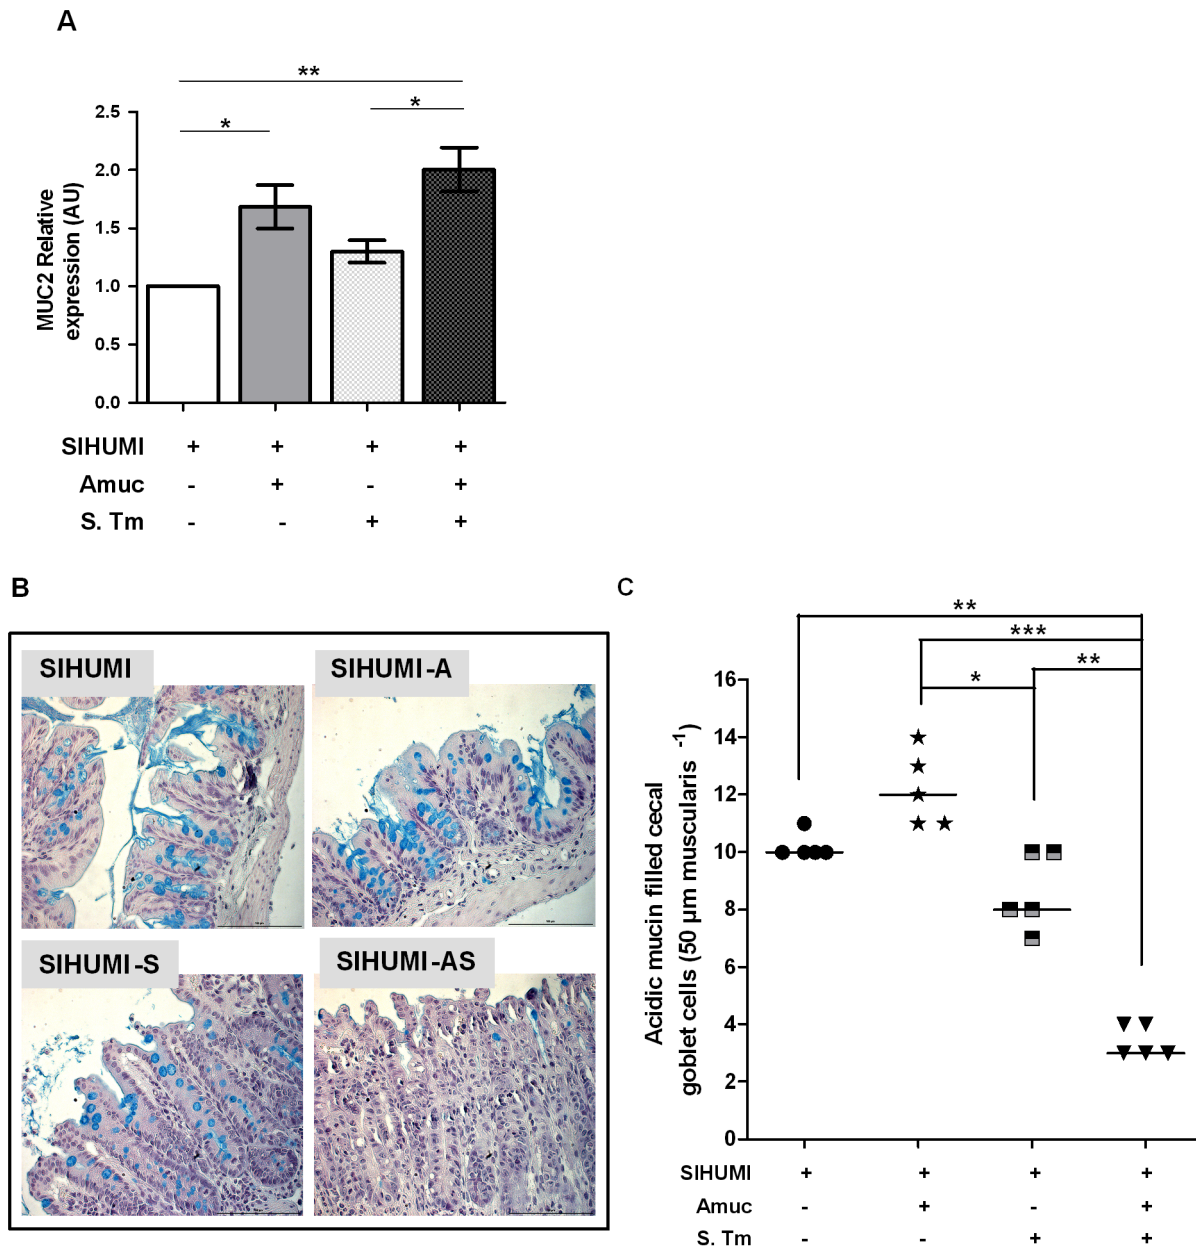 A
**
*
*
MUC2 Relative
expression (AU)
2.5
2.0
1.5
1.0
0.5
0.0
SIHUMI + + + +
Amuc - + - +
S. Tm - - + +
B
SIHUMI
SIHUMI-A
SIHUMI-S
SIHUMI-AS
C
**
***
**
*
Acidic mucin filled cecal
goblet cells (50 µm muscularis -1)
16
14
12
10
8
6
4
2
0
SIHUMI + + + +
Amuc - + - +
S. Tm - - + +